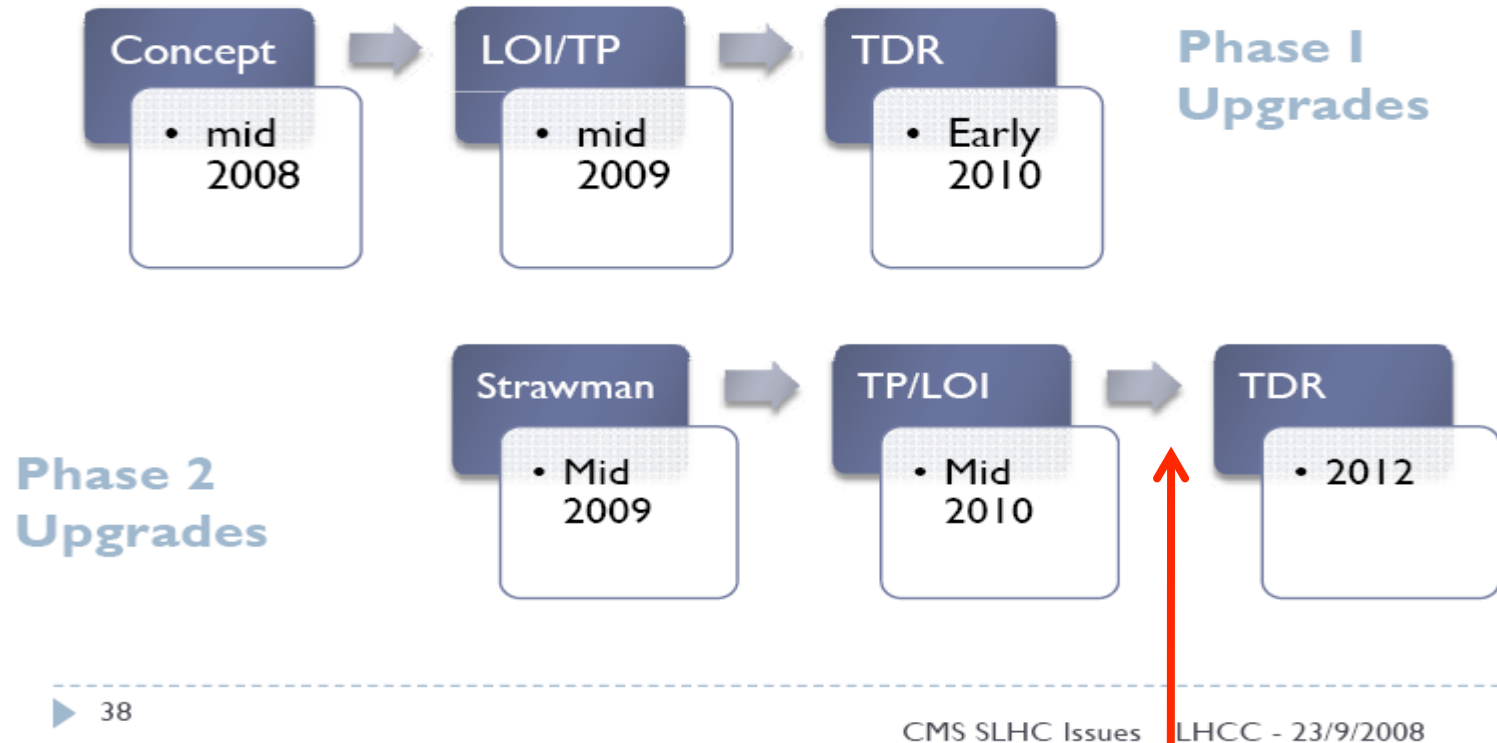 Concept
• mid
2008
LOI/TP
• mid
2009
TDR
• Early
2010
Phase 1
Upgrades
Phase 2
Upgrades
Strawman
• Mid
2009
TP/LOI
• Mid
2010
TDR
• 2012
38
CMS SLHC Issues LHCC - 23/9/2008